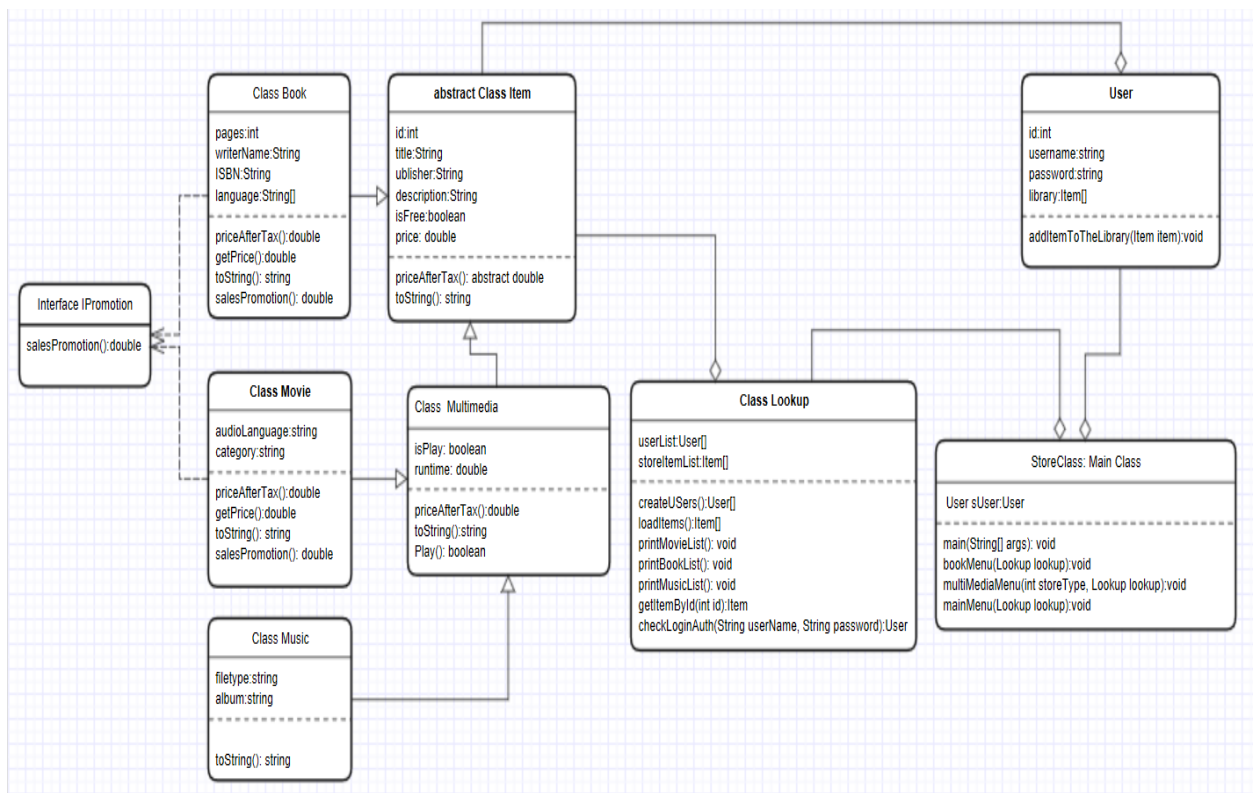 Class Book
pages:int
writerName:String
ISBN:String
language:String[]
priceAfterTax():double
getPrice():double
toString(): string
salesPromotion(): double
abstract Class Item
id:int
title:String
ublisher:String
description:String
isFree:boolean
price: double
priceAfterTax(): abstract double
toString(): string
User
id:int
username:string
password:string
library:Item[]
addItemToTheLibrary(Item item):void
Interface IPromotion
salesPromotion():double
Class Movie
audioLanguage:string
category:string
priceAfterTax():double
getPrice():double
toString(): string
salesPromotion(): double
Class Multimedia
isPlay: boolean
runtime: double
priceAfterTax():double
toString():string
Play(): boolean
Class Lookup
userList:User[]
storeItemList:Item[]
createUSers():User[]
loadItems():Item[]
printMovieList(): void
printBookList(): void
printMusicList(): void
getItemById(int id):Item
checkLoginAuth(String userName, String password):User
StoreClass: Main Class
User sUser:User
main(String[] args): void
bookMenu(Lookup lookup):void
multiMediaMenu(int storeType, Lookup lookup):void
mainMenu(Lookup lookup):void
Class Music
filetype:string
album:string
toString(): string